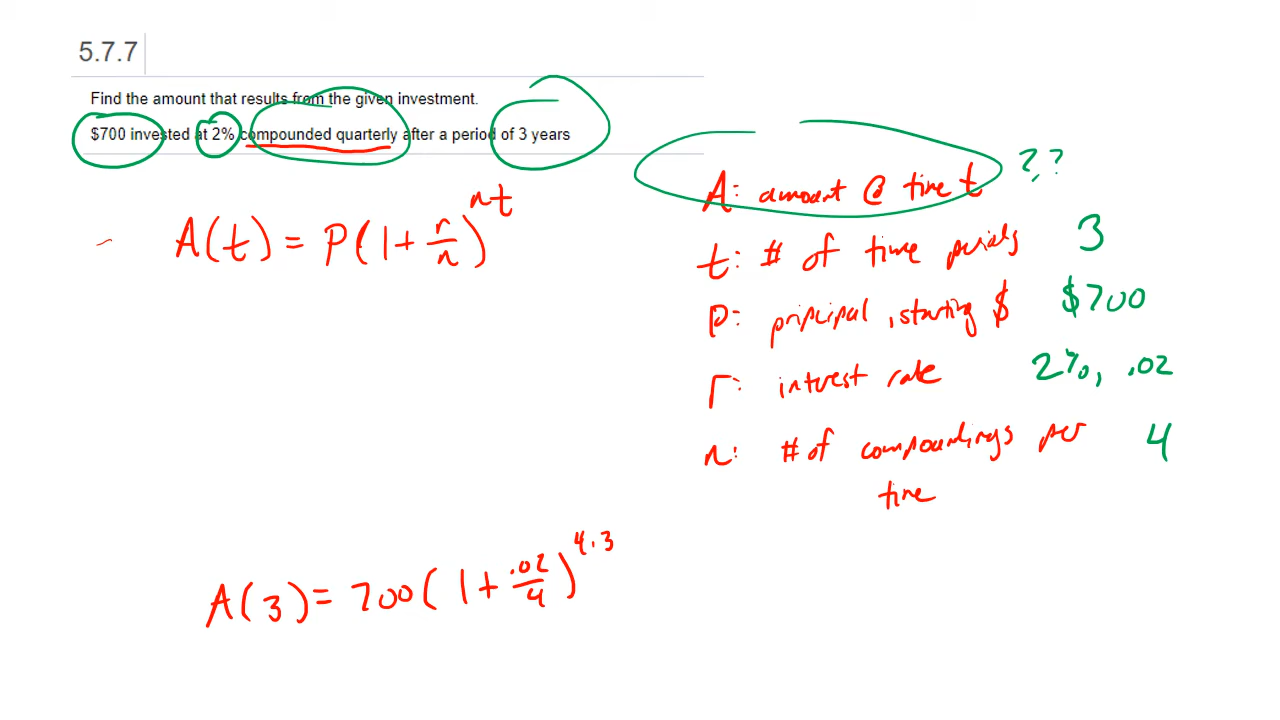 5.7.7
Find the amount that results from the given investment.
$700 invested at 2% compounded quarterly after a period of 3 years
A: amount @ time t ??
A(t) = P(1 + r/n)^nt
t: # of time periods 3
P: principal, starting $ $700
r: interest rate 2%, .02
n: # of compoundings per 4
time
A(3) = 700(1 + .02/4)^4·3